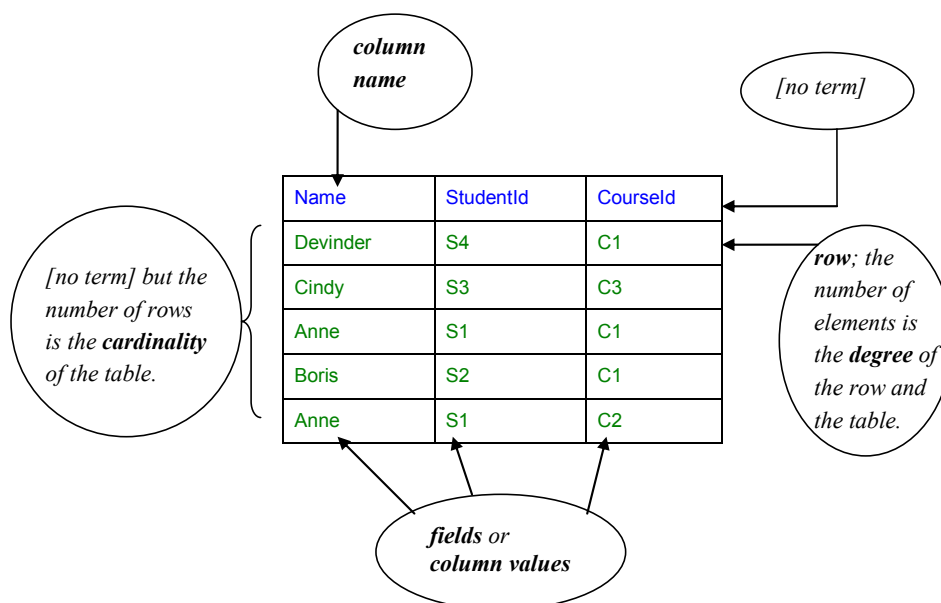 column
name
[no term]
Name StudentId CourseId
Devinder S4 C1
Cindy S3 C3
Anne S1 C1
Boris S2 C1
Anne S1 C2
[no term] but the
number of rows
is the cardinality
of the table.
row; the
number of
elements is
the degree of
the row and
the table.
fields or
column values